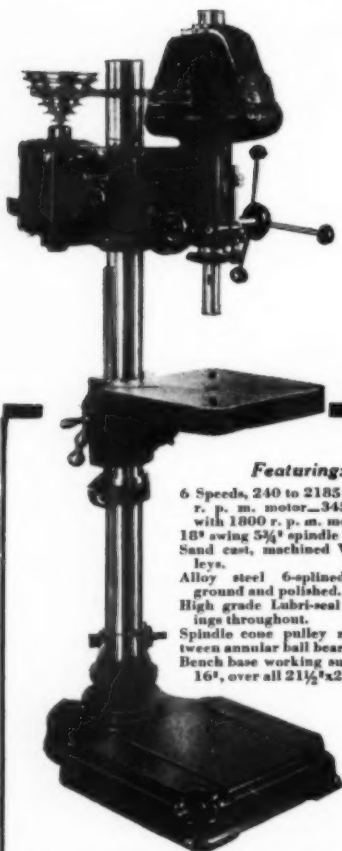 Featuring:
6 Speeds, 240 to 2185
r. p. m. motor—345
with 1800 r. p. m. mo
18" swing 5¾" spindle
Sand cast, machined V
leys.
Alloy steel 6-splined
ground and polished.
High grade Lubri-seal
ings throughout.
Spindle cone pulley m
tween annular ball bear
Bench base working su
16", over all 21½"x2